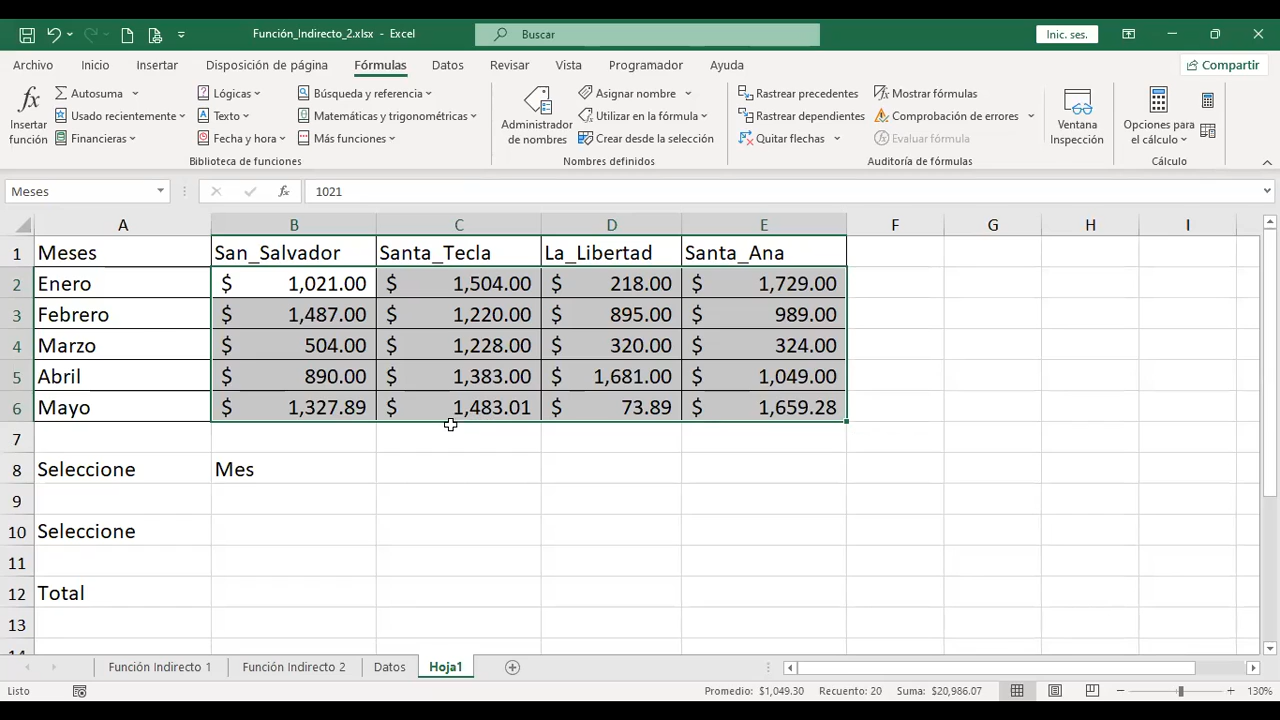 Función_Indirecto_2.xlsx - Excel
Buscar
Inic. ses.
Archivo Inicio Insertar Disposición de página Fórmulas Datos Revisar Vista Programador Ayuda
Compartir
Insertar función
Autosuma
Usado recientemente
Financieras
Lógicas
Texto
Fecha y hora
Búsqueda y referencia
Matemáticas y trigonométricas
Más funciones
Biblioteca de funciones
Administrador de nombres
Asignar nombre
Utilizar en la fórmula
Crear desde la selección
Nombres definidos
Rastrear precedentes
Rastrear dependientes
Quitar flechas
Mostrar fórmulas
Comprobación de errores
Evaluar fórmula
Auditoría de fórmulas
Ventana Inspección
Opciones para el cálculo
Cálculo
Meses
fx
1021
A B C D E F G H I
1 Meses San_Salvador Santa_Tecla La_Libertad Santa_Ana
2 Enero $ 1,021.00 $ 1,504.00 $ 218.00 $ 1,729.00
3 Febrero $ 1,487.00 $ 1,220.00 $ 895.00 $ 989.00
4 Marzo $ 504.00 $ 1,228.00 $ 320.00 $ 324.00
5 Abril $ 890.00 $ 1,383.00 $ 1,681.00 $ 1,049.00
6 Mayo $ 1,327.89 $ 1,483.01 $ 73.89 $ 1,659.28
7
8 Seleccione Mes
9
10 Seleccione
11
12 Total
13
Función Indirecto 1 Función Indirecto 2 Datos Hoja1
Listo
Promedio: $1,049.30 Recuento: 20 Suma: $20,986.07
130%